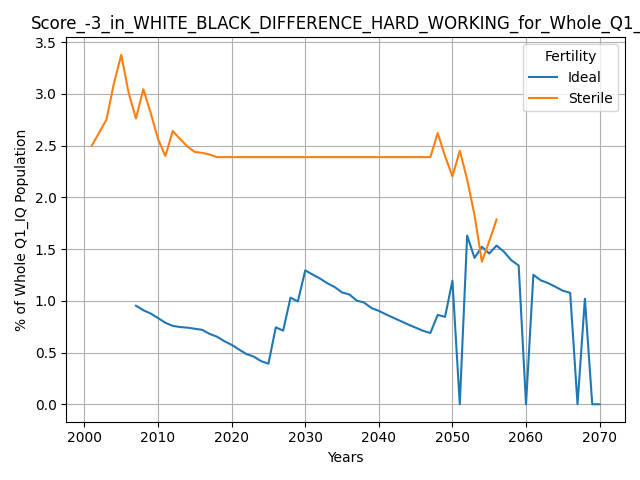 Score_-3_in_WHITE_BLACK_DIFFERENCE_HARD_WORKING_for_Whole_Q1_
Fertility
Ideal
Sterile
% of Whole Q1_IQ Population
3.5
3.0
2.5
2.0
1.5
1.0
0.5
0.0
2000 2010 2020 2030 2040 2050 2060 2070
Years